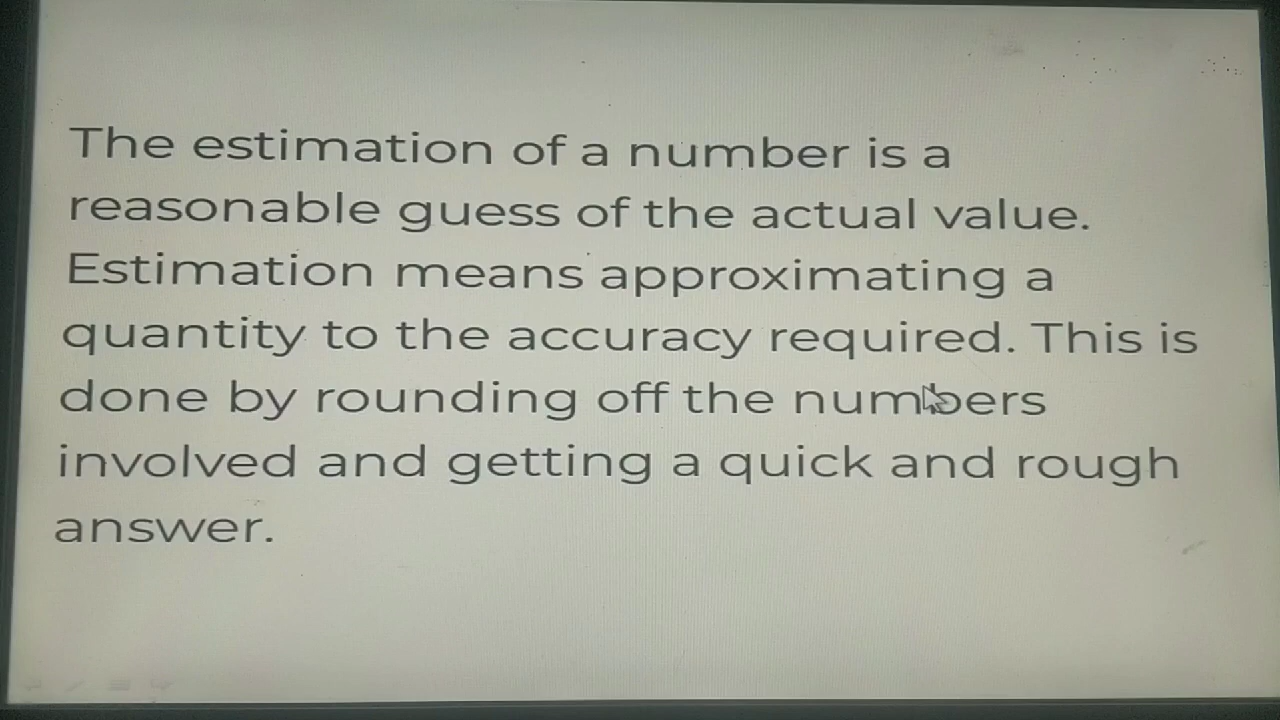 The estimation of a number is a
reasonable guess of the actual value.
Estimation means approximating a
quantity to the accuracy required. This is
done by rounding off the numbers
involved and getting a quick and rough
answer.